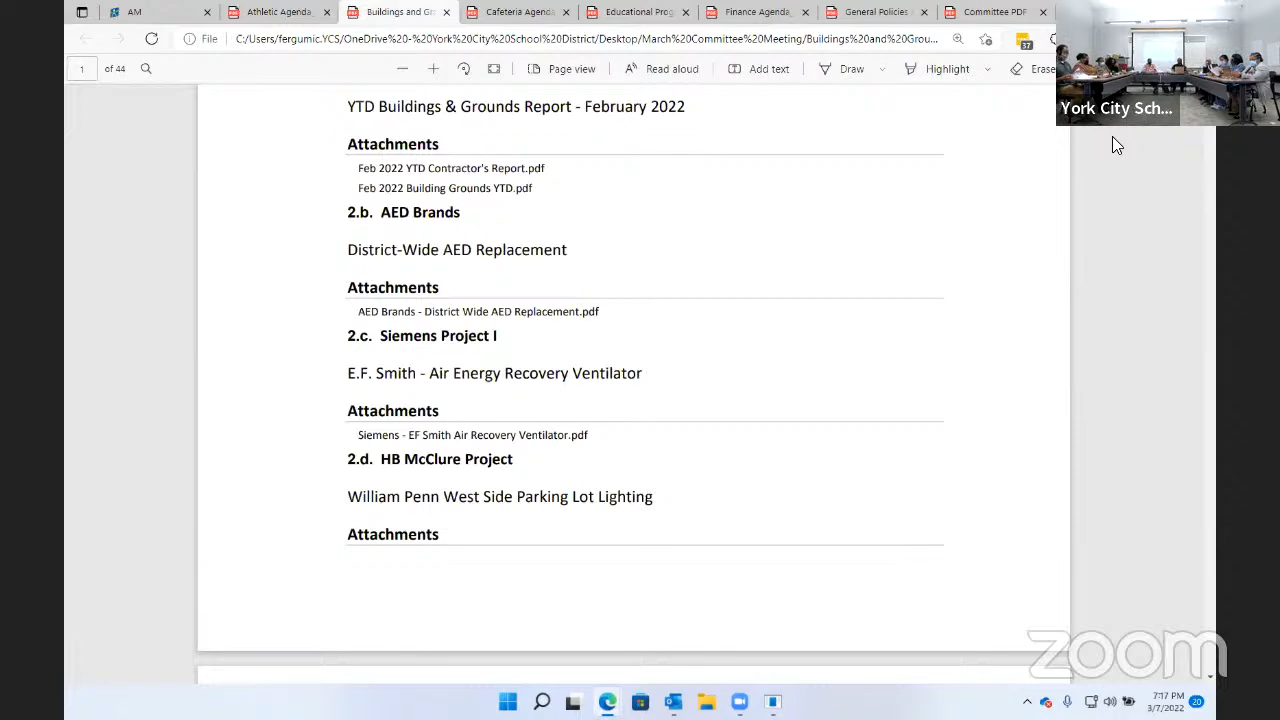 AM
Athletic Agenda
Buildings and Gr
Cafeteria Agend
Educational Prog
Finance Agenda
General Policies
Committee PDF
File
C:/Users/fergumic.YCS/OneDrive%20-%20York%20City%20School%20District/Desktop/March%20Committee%20Meeting/Buildings%20and%20Grou...
37
1 of 44
Page view
Read aloud
Add text
Draw
Highlight
Erase
York City Sch...
YTD Buildings & Grounds Report - February 2022
Attachments
Feb 2022 YTD Contractor's Report.pdf
Feb 2022 Building Grounds YTD.pdf
2.b. AED Brands
District-Wide AED Replacement
Attachments
AED Brands - District Wide AED Replacement.pdf
2.c. Siemens Project I
E.F. Smith - Air Energy Recovery Ventilator
Attachments
Siemens - EF Smith Air Recovery Ventilator.pdf
2.d. HB McClure Project
William Penn West Side Parking Lot Lighting
Attachments
zoom
7:17 PM
3/7/2022
20